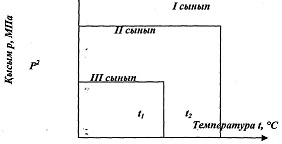 I сынып
II сынып
Қысым р, МПа
P²
III сынып
t₁
t₂
Температура t, °C